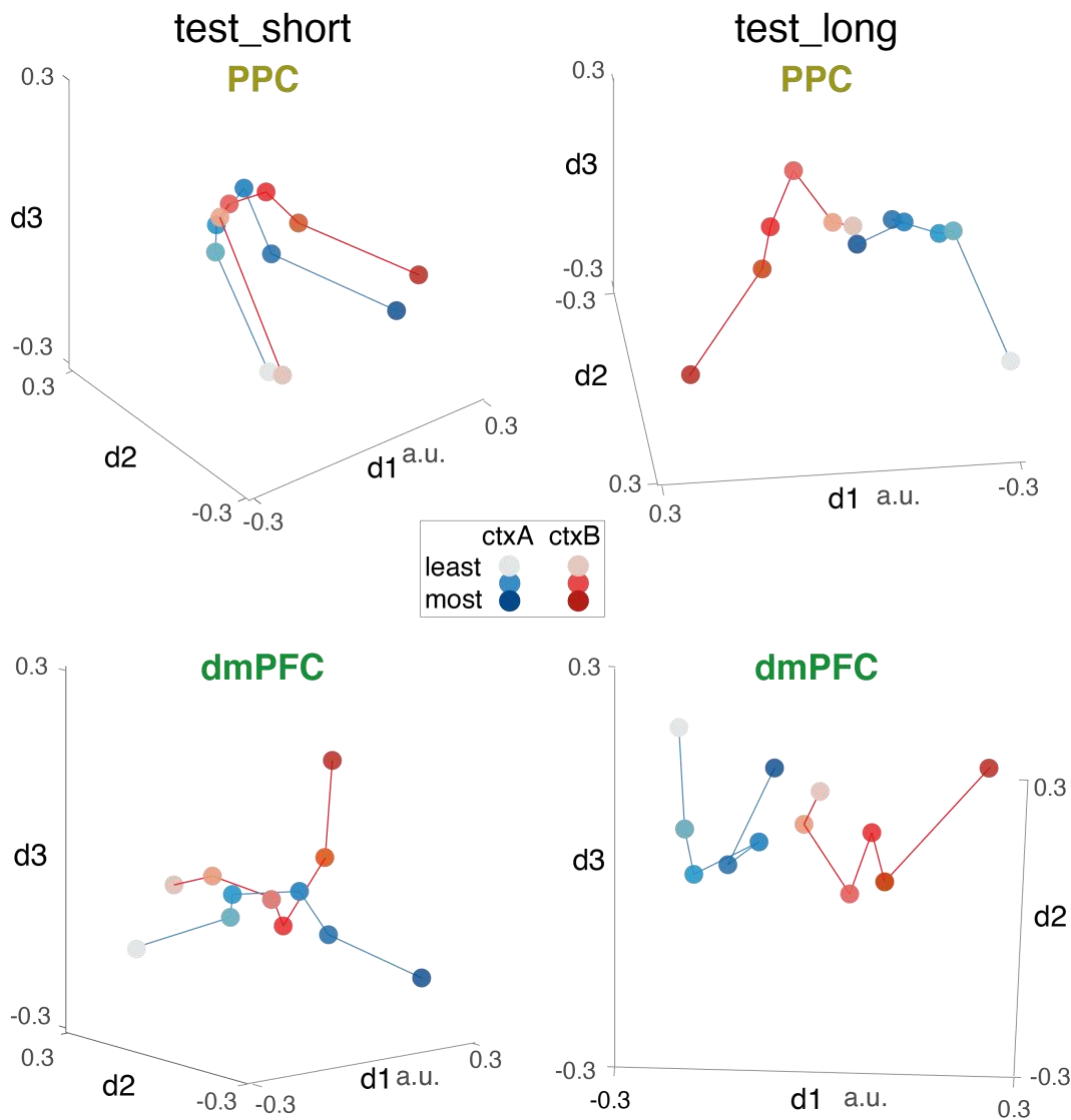 test_short
PPC
0.3
d3
-0.3
0.3
d2
-0.3
-0.3
d1 a.u.
0.3
test_long
PPC
0.3
d3
-0.3
-0.3
d2
0.3
0.3
d1 a.u.
-0.3
ctxA ctxB
least
most
dmPFC
0.3
d3
-0.3
0.3
d2
-0.3
-0.3
d1 a.u.
0.3
dmPFC
0.3
d3
-0.3
-0.3
d1 a.u.
0.3
-0.3
d2
0.3